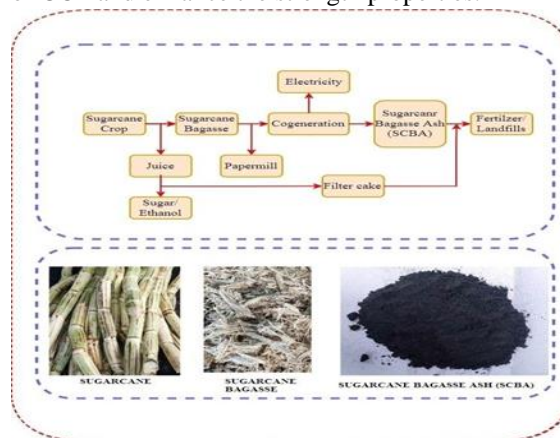 Electricity
Sugarcane
Crop
Sugarcane
Bagasse
Cogeneration
Sugarcanr
Bagasse Ash
(SCBA)
Fertilzer/
Landfills
Juice
Papermill
Filter cake
Sugar/
Ethanol
SUGARCANE
SUGARCANE
BAGASSE
SUGARCANE BAGASSE ASH (SCBA)